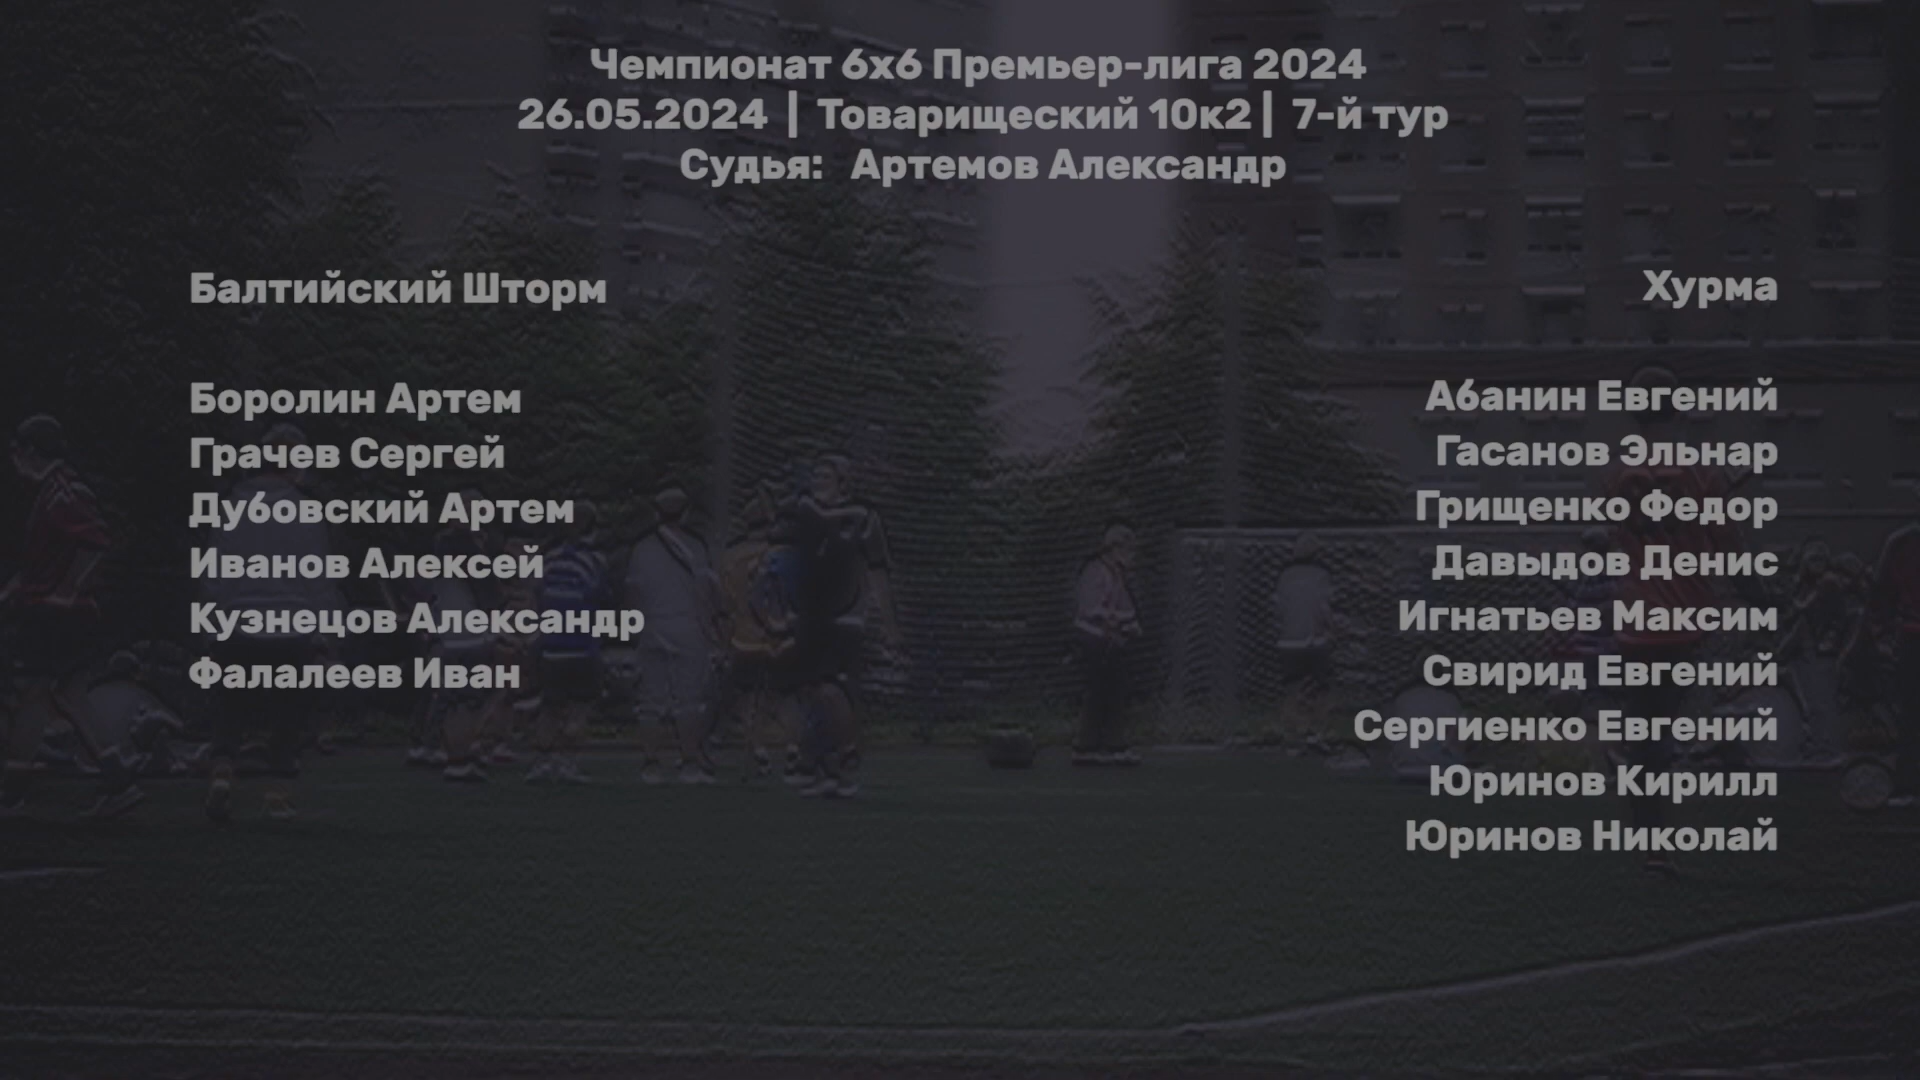 Чемпионат 6х6 Премьер-лига 2024
26.05.2024 | Товарищеский 10к2 | 7-й тур
Судья: Артемов Александр
Балтийский Шторм
Боролин Артем
Грачев Сергей
Дубовский Артем
Иванов Алексей
Кузнецов Александр
Фалалеев Иван
Хурма
Абанин Евгений
Гасанов Эльнар
Грищенко Федор
Давыдов Денис
Игнатьев Максим
Свирид Евгений
Сергиенко Евгений
Юринов Кирилл
Юринов Николай